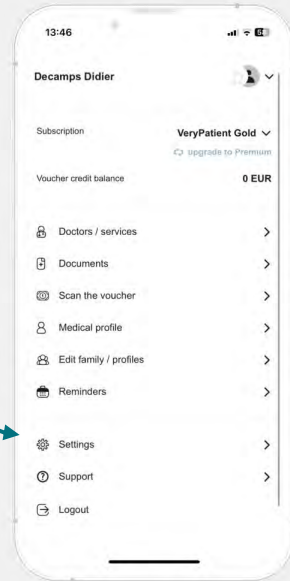 13:46
Decamps Didier
Subscription
VeryPatient Gold
upgrade to Premium
Voucher credit balance
0 EUR
Doctors / services
Documents
Scan the voucher
Medical profile
Edit family / profiles
Reminders
Settings
Support
Logout